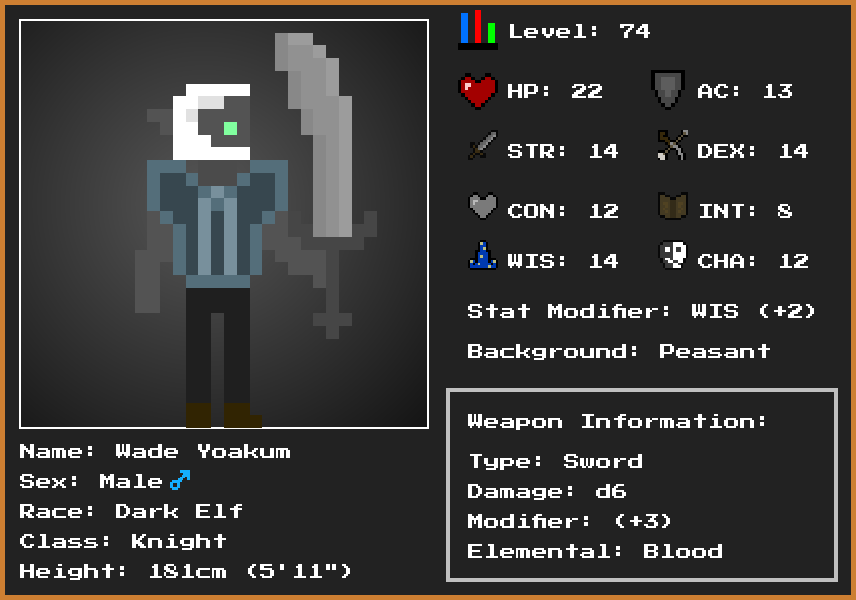 Level: 74
HP: 22
AC: 13
STR: 14
DEX: 14
CON: 12
INT: 8
WIS: 14
CHA: 12
Stat Modifier: WIS (+2)
Background: Peasant
Weapon Information:
Type: Sword
Damage: d6
Modifier: (+3)
Elemental: Blood
Name: Wade Yoakum
Sex: Male ♂
Race: Dark Elf
Class: Knight
Height: 181cm (5'11")